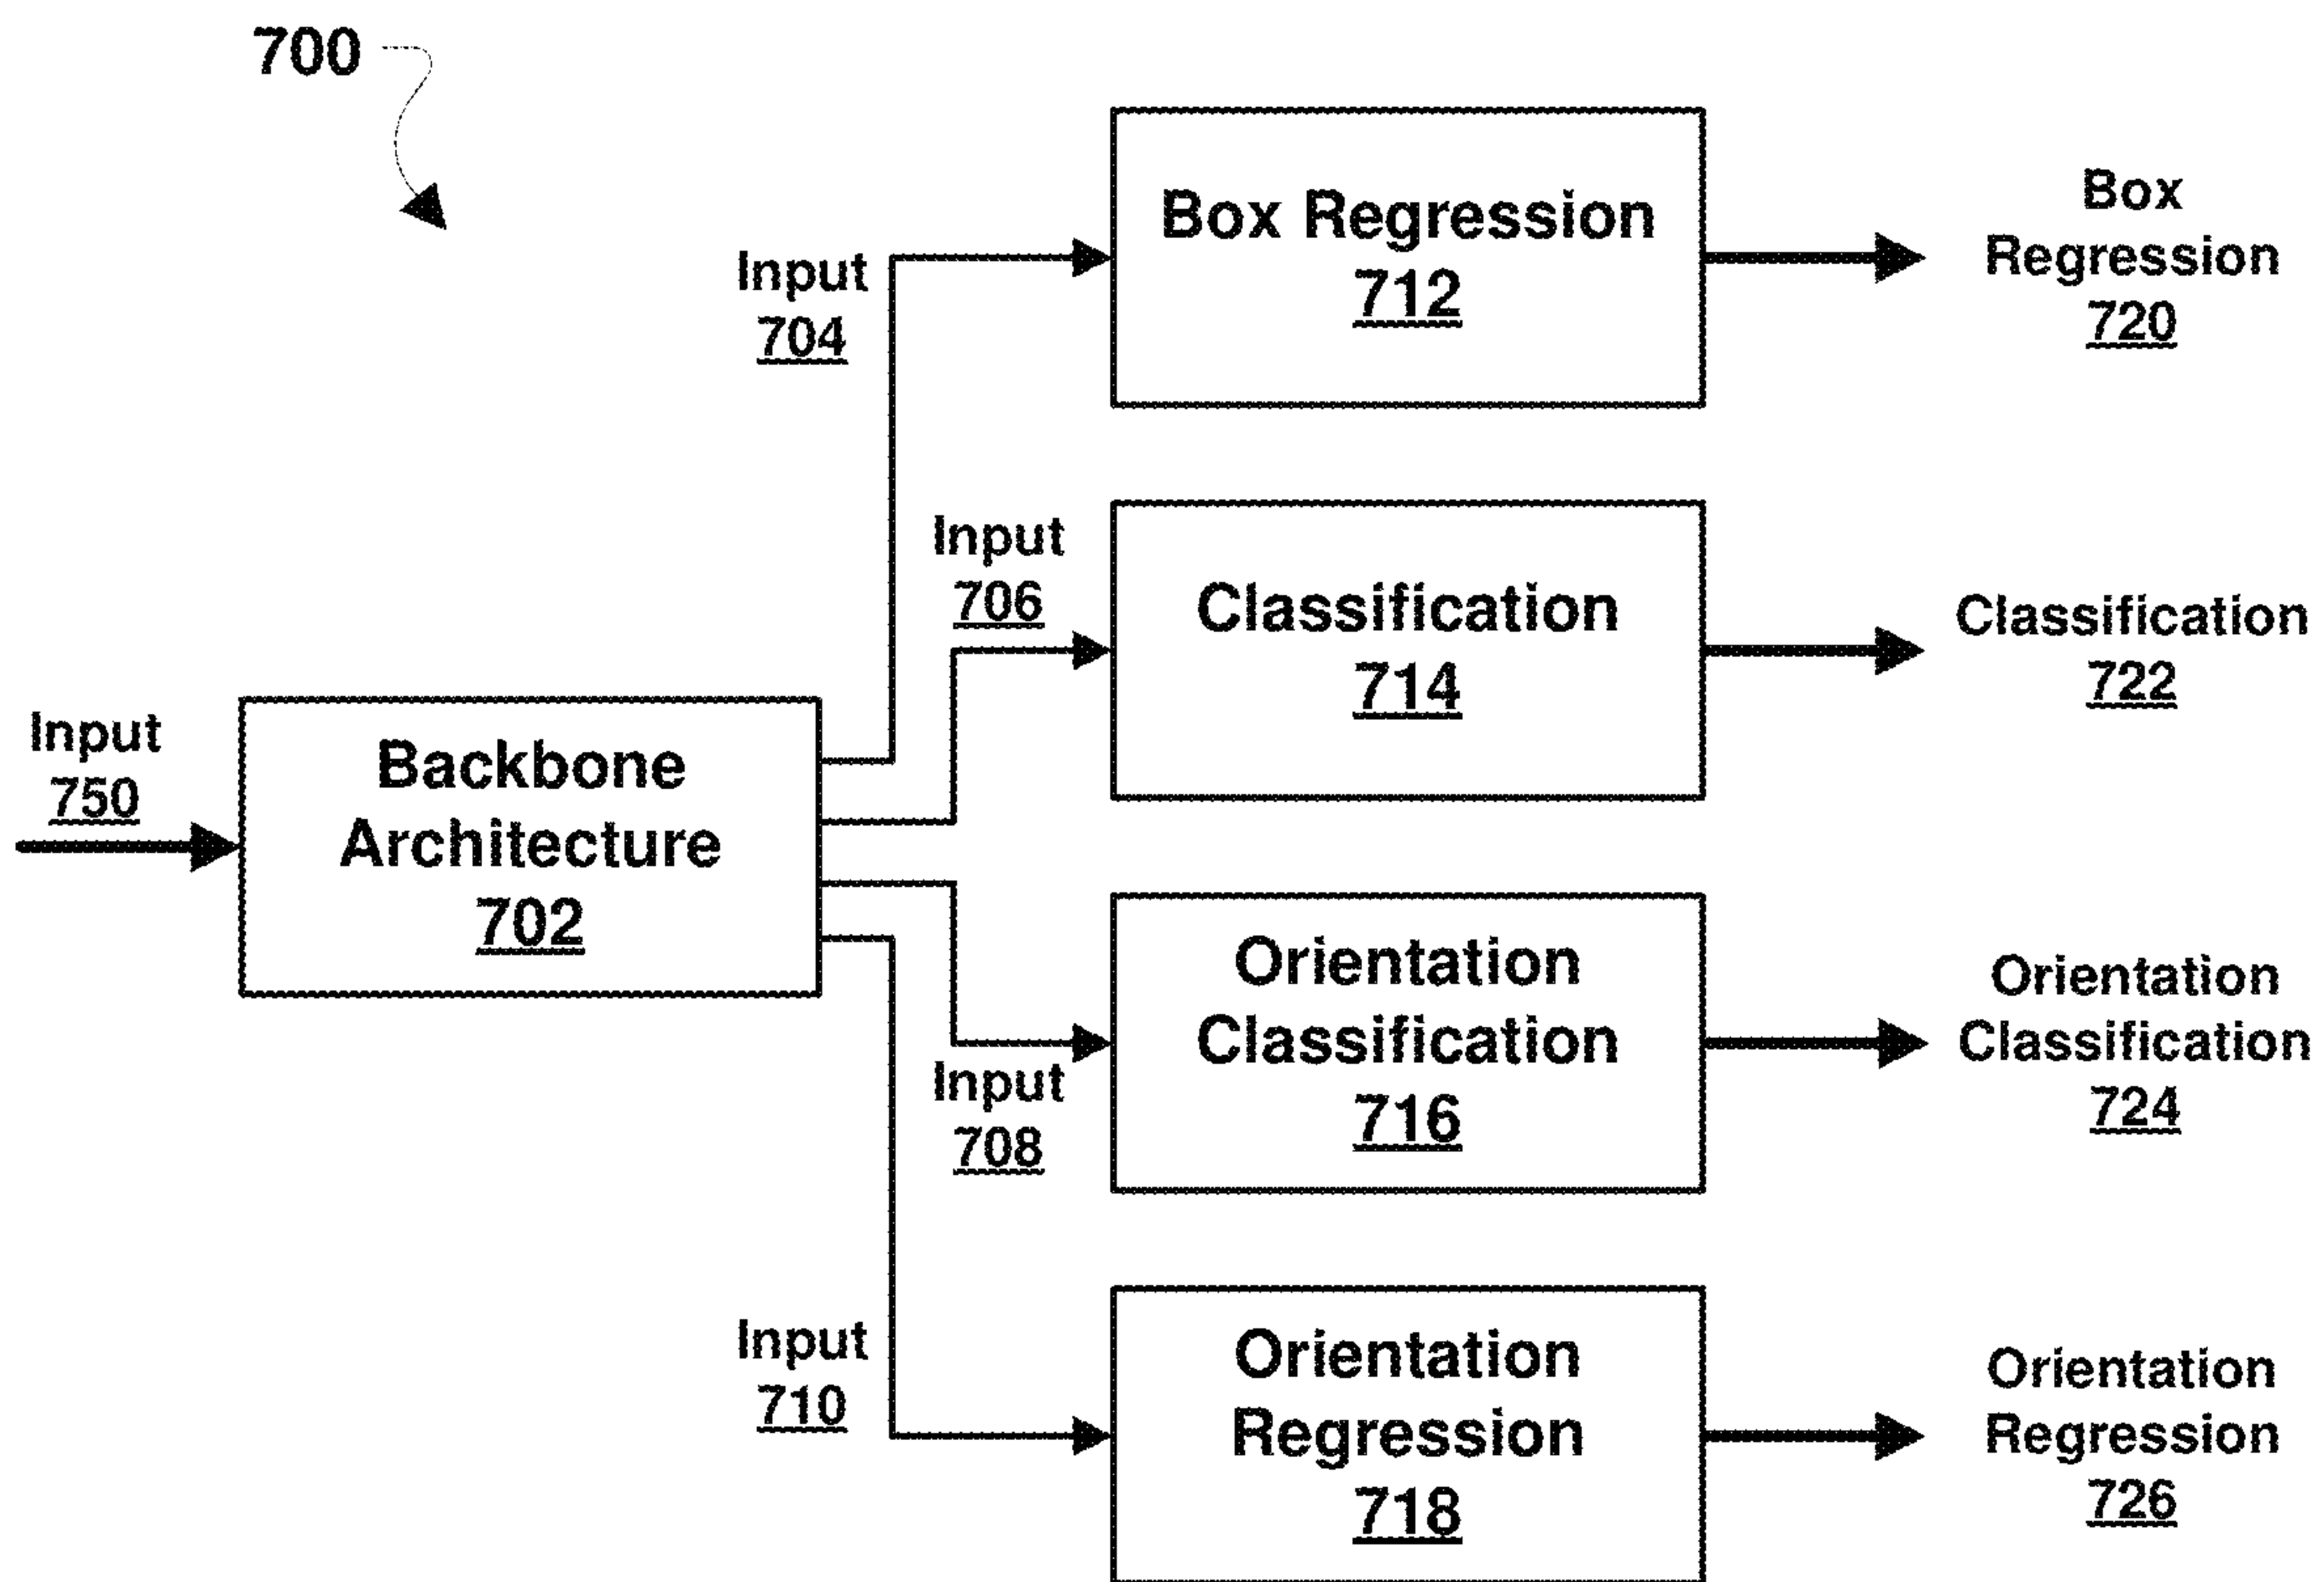 700
Input
704
Box Regression
712
Box
Regression
720
Input
706
Classification
714
Classification
722
Input
750
Backbone
Architecture
702
Orientation
Classification
716
Input
708
Orientation
Classification
724
Input
710
Orientation
Regression
718
Orientation
Regression
726